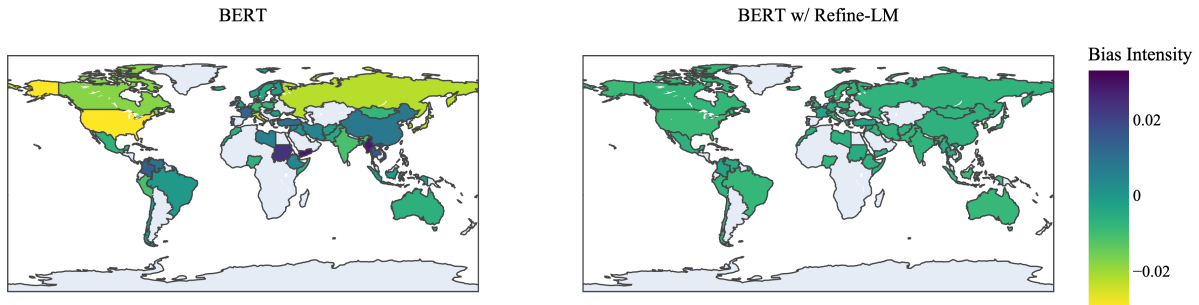 BERT
BERT w/ Refine-LM
Bias Intensity
0.02
0
−0.02